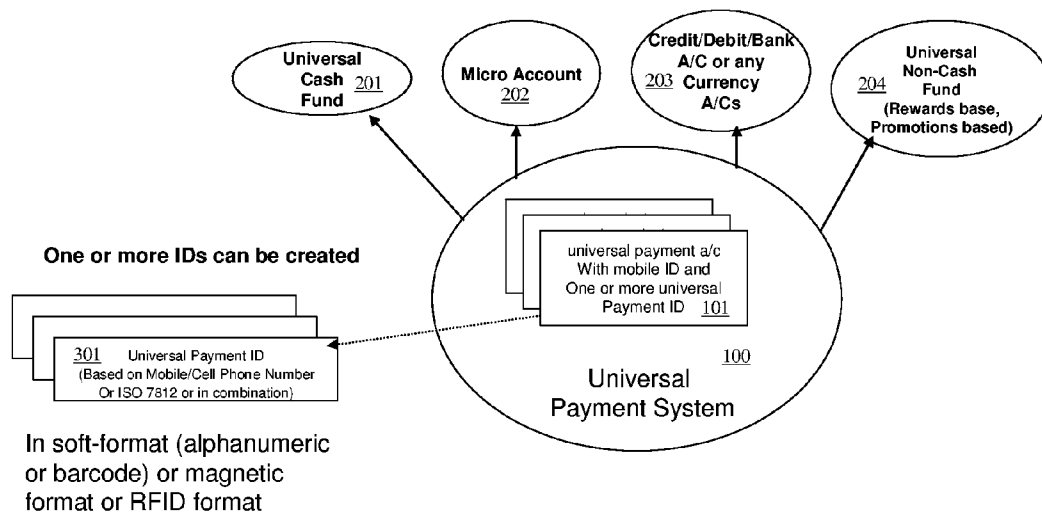 Universal
Cash 201
Fund
Micro Account
202
Credit/Debit/Bank
A/C or any
203 Currency
A/Cs
Universal
204 Non-Cash
Fund
(Rewards base,
Promotions based)
One or more IDs can be created
universal payment a/c
With mobile ID and
One or more universal
Payment ID 101
100
Universal
Payment System
301 Universal Payment ID
(Based on Mobile/Cell Phone Number
Or ISO 7812 or in combination)
In soft-format (alphanumeric
or barcode) or magnetic
format or RFID format